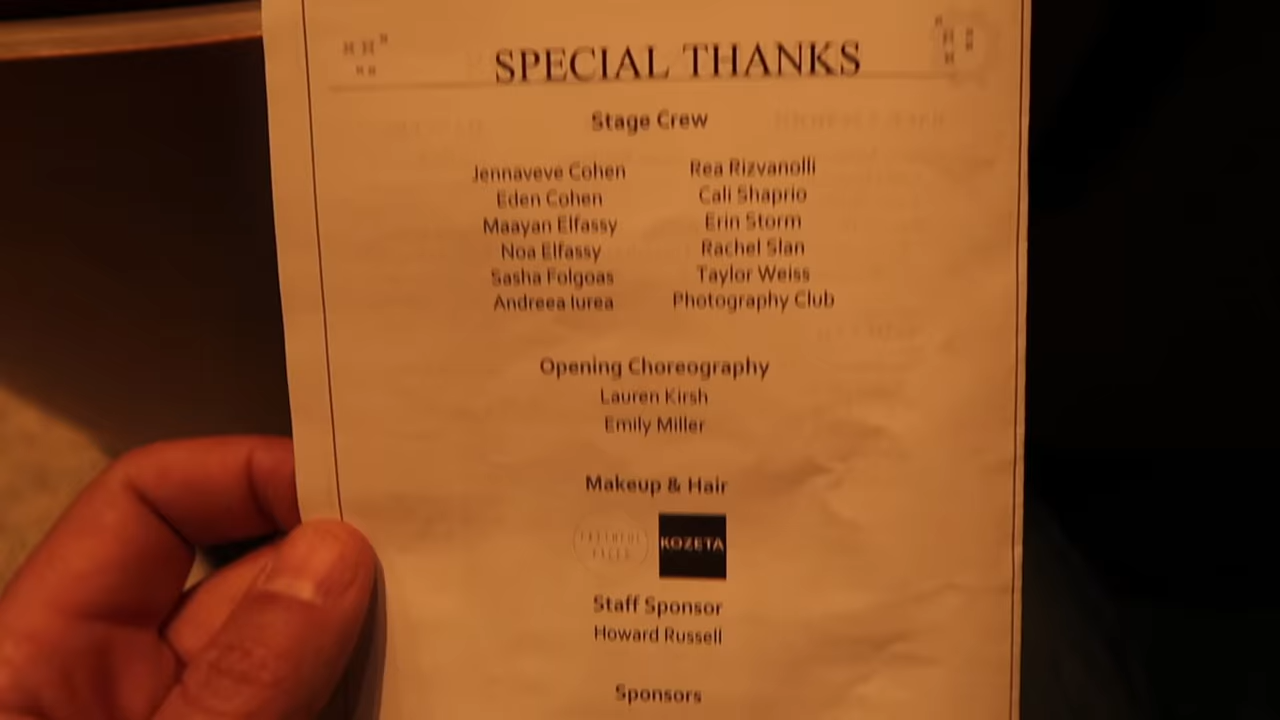 SPECIAL THANKS
Stage Crew
Jennaveve Cohen
Eden Cohen
Maayan Elfassy
Noa Elfassy
Sasha Folgoas
Andreea Iurea
Rea Rizvanolli
Cali Shaprio
Erin Storm
Rachel Slan
Taylor Weiss
Photography Club
Opening Choreography
Lauren Kirsh
Emily Miller
Makeup & Hair
KOZETA
Staff Sponsor
Howard Russell
Sponsors